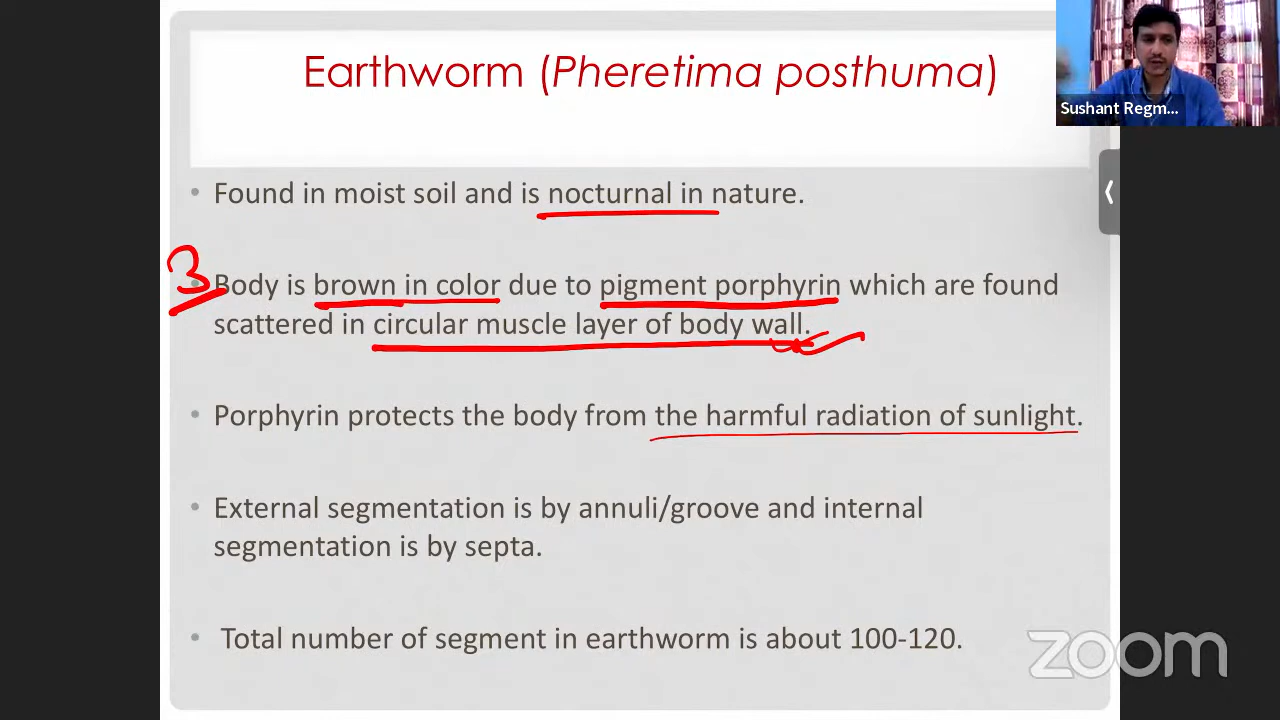 Earthworm (Pheretima posthuma)
Sushant Regm...
• Found in moist soil and is nocturnal in nature.
3
• Body is brown in color due to pigment porphyrin which are found
scattered in circular muscle layer of body wall.
• Porphyrin protects the body from the harmful radiation of sunlight.
• External segmentation is by annuli/groove and internal
segmentation is by septa.
• Total number of segment in earthworm is about 100-120.
zoom